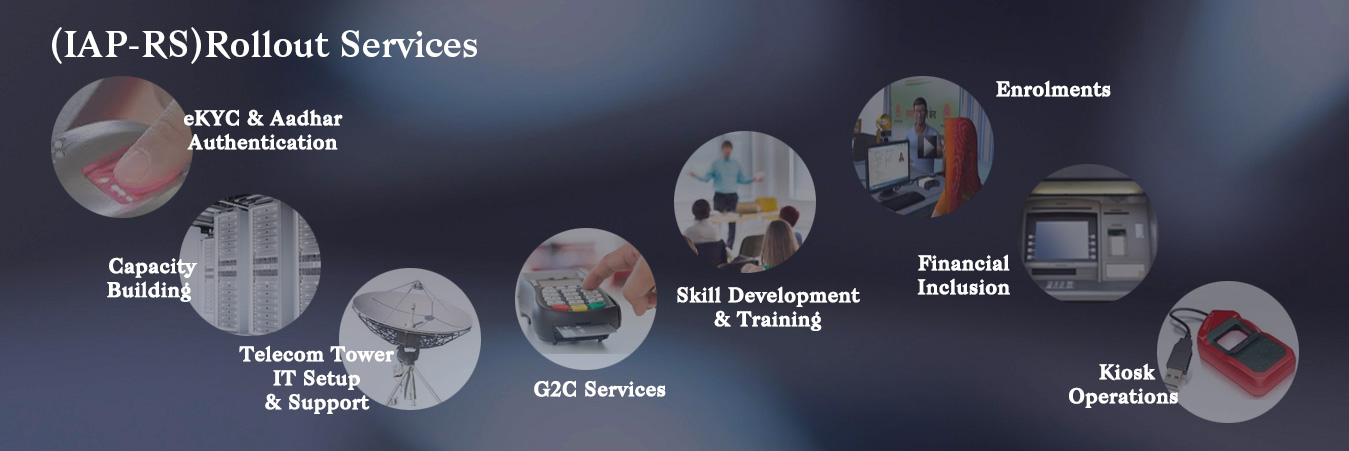 (IAP-RS)Rollout Services
eKYC & Aadhar
Authentication
Capacity
Building
Telecom Tower
IT Setup
& Support
G2C Services
Skill Development
& Training
Enrolments
Financial
Inclusion
Kiosk
Operations